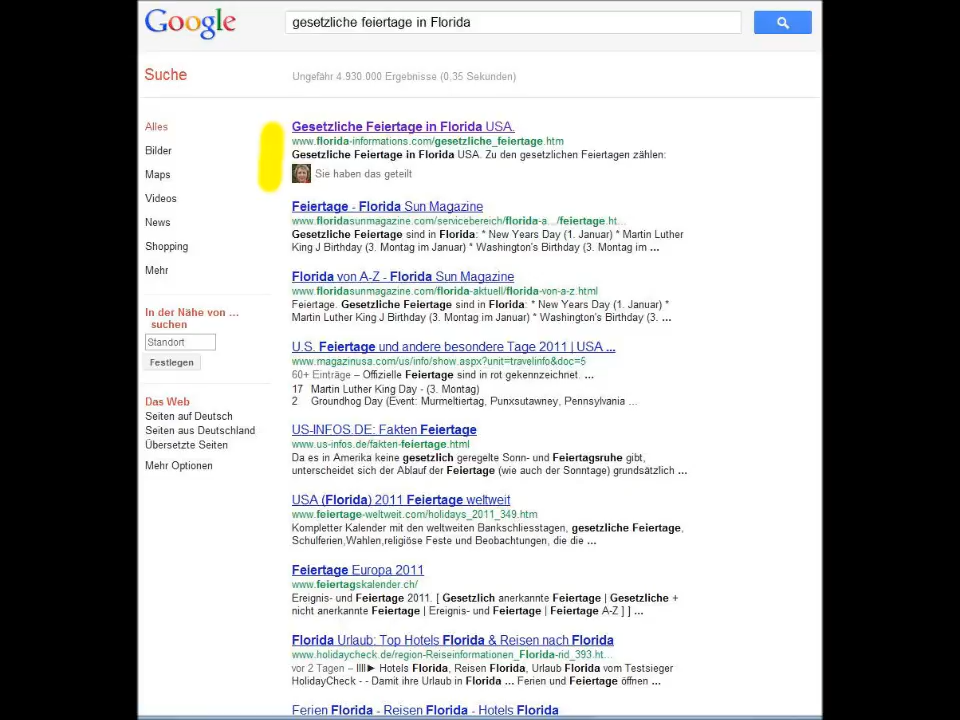 Google
gesetzliche feiertage in Florida
Suche
Ungefähr 4.930.000 Ergebnisse (0,35 Sekunden)
Alles
Bilder
Maps
Videos
News
Shopping
Mehr
In der Nähe von ...
suchen
Standort
Festlegen
Das Web
Seiten auf Deutsch
Seiten aus Deutschland
Übersetzte Seiten
Mehr Optionen
Gesetzliche Feiertage in Florida USA.
www.florida-informations.com/gesetzliche_feiertage.htm
Gesetzliche Feiertage in Florida USA. Zu den gesetzlichen Feiertagen zählen:
Sie haben das geteilt
Feiertage - Florida Sun Magazine
www.floridasunmagazine.com/servicebereich/florida-a.../feiertage.ht...
Gesetzliche Feiertage sind in Florida: * New Years Day (1. Januar) * Martin Luther
King J Birthday (3. Montag im Januar) * Washington's Birthday (3. Montag im ...
Florida von A-Z - Florida Sun Magazine
www.floridasunmagazine.com/florida-aktuell/florida-von-a-z.html
Feiertage. Gesetzliche Feiertage sind in Florida: * New Years Day (1. Januar) *
Martin Luther King J Birthday (3. Montag im Januar) * Washington's Birthday (3. ...
U.S. Feiertage und andere besondere Tage 2011 | USA ...
www.magazinusa.com/us/info/show.aspx?unit=travelinfo&doc=5
60+ Einträge – Offizielle Feiertage sind in rot gekennzeichnet. ...
17 Martin Luther King Day - (3. Montag)
2 Groundhog Day (Event: Murmeltiertag, Punxsutawney, Pennsylvania ...
US-INFOS.DE: Fakten Feiertage
www.us-infos.de/fakten-feiertage.html
Da es in Amerika keine gesetzlich geregelte Sonn- und Feiertagsruhe gibt,
unterscheidet sich der Ablauf der Feiertage (wie auch der Sonntage) grundsätzlich ...
USA (Florida) 2011 Feiertage weltweit
www.feiertage-weltweit.com/holidays_2011_349.htm
Kompletter Kalender mit den weltweiten Bankschliesstagen, gesetzliche Feiertage,
Schulferien,Wahlen,religiöse Feste und Beobachtungen, die die ...
Feiertage Europa 2011
www.feiertagskalender.ch/
Ereignis- und Feiertage 2011. [ Gesetzlich anerkannte Feiertage | Gesetzliche +
nicht anerkannte Feiertage | Ereignis- und Feiertage | Feiertage A-Z ] ] ...
Florida Urlaub: Top Hotels Florida & Reisen nach Florida
www.holidaycheck.de/region-Reiseinformationen_Florida-rid_393.ht...
vor 2 Tagen – llll► Hotels Florida, Reisen Florida, Urlaub Florida vom Testsieger
HolidayCheck - - Damit ihre Urlaub in Florida ... Ferien und Feiertage öffnen ...
Ferien Florida - Reisen Florida - Hotels Florida